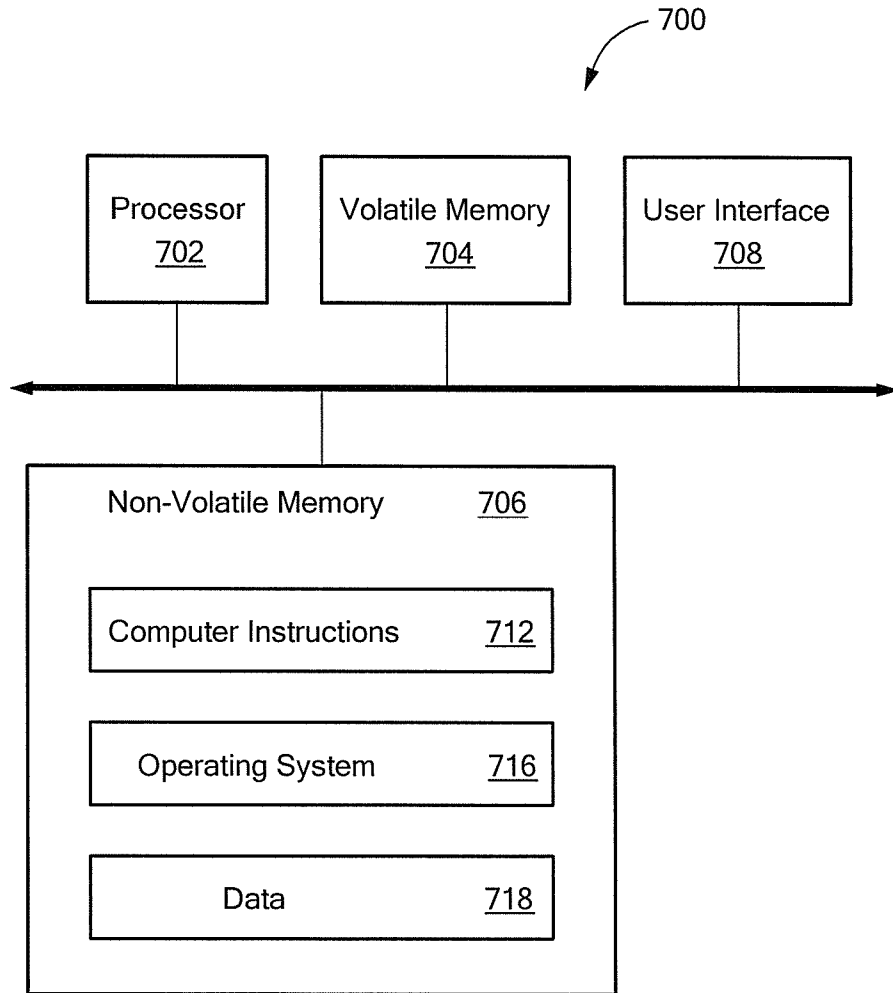 700
Processor
702
Volatile Memory
704
User Interface
708
Non-Volatile Memory 706
Computer Instructions 712
Operating System 716
Data 718